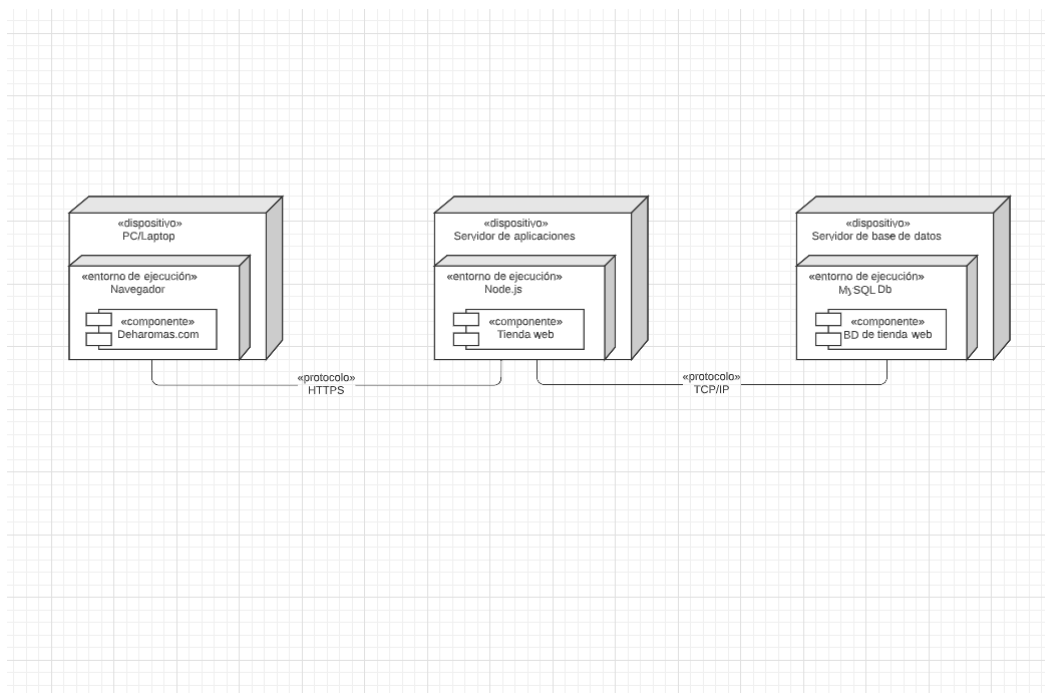 «dispositivo»
PC/Laptop
«entorno de ejecución»
Navegador
«componente»
Deharomas.com
«dispositivo»
Servidor de aplicaciones
«entorno de ejecución»
Node.js
«componente»
Tienda web
«dispositivo»
Servidor de base de datos
«entorno de ejecución»
MySQL Db
«componente»
BD de tienda web
«protocolo»
HTTPS
«protocolo»
TCP/IP